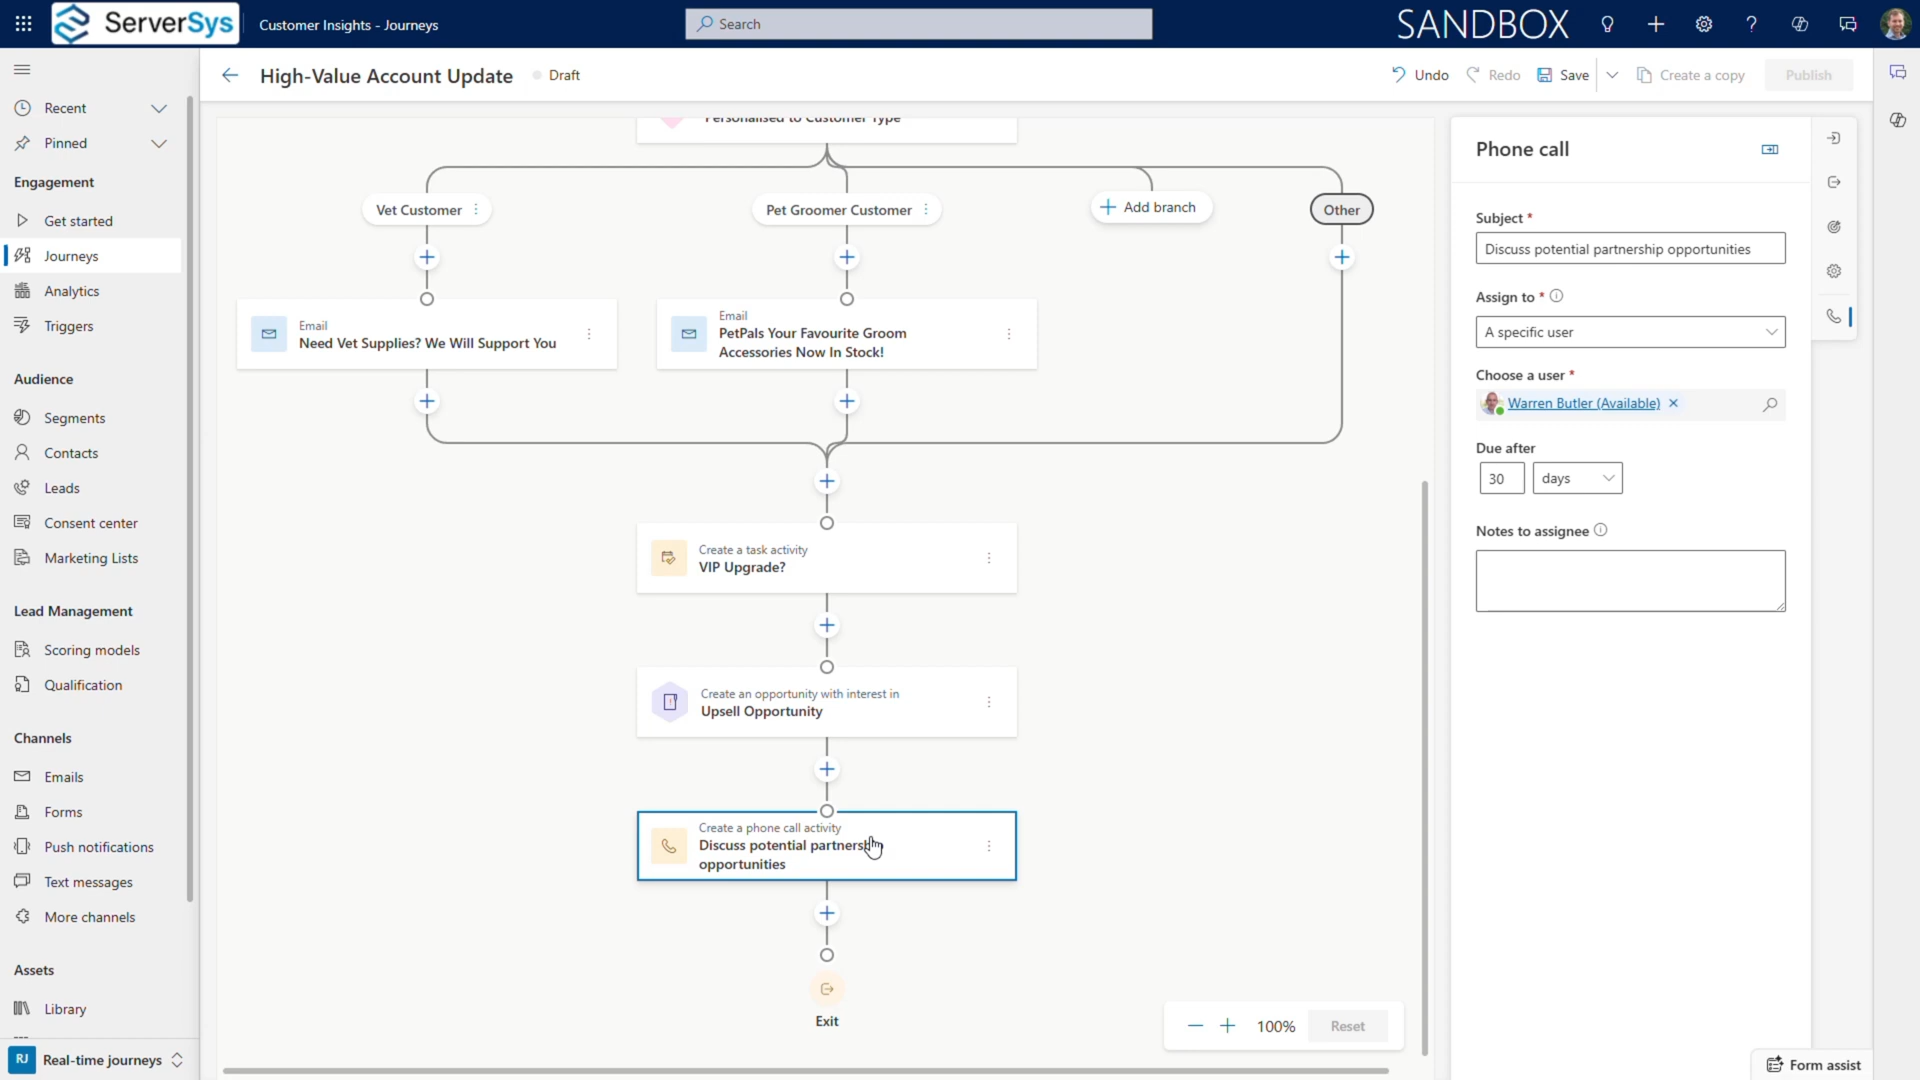 ServerSys
Customer Insights - Journeys
Search
SANDBOX
High-Value Account Update
Draft
Undo
Redo
Save
Create a copy
Publish
Recent
Pinned
Engagement
Get started
Journeys
Analytics
Triggers
Audience
Segments
Contacts
Leads
Consent center
Marketing Lists
Lead Management
Scoring models
Qualification
Channels
Emails
Forms
Push notifications
Text messages
More channels
Assets
Library
RJ Real-time journeys
Personalised to Customer Type
Vet Customer
Pet Groomer Customer
Add branch
Other
Email
Need Vet Supplies? We Will Support You
Email
PetPals Your Favourite Groom
Accessories Now In Stock!
Create a task activity
VIP Upgrade?
Create an opportunity with interest in
Upsell Opportunity
Create a phone call activity
Discuss potential partnership
opportunities
Exit
100%
Reset
Phone call
Subject *
Discuss potential partnership opportunities
Assign to *
A specific user
Choose a user *
Warren Butler (Available)
Due after
30 days
Notes to assignee
Form assist